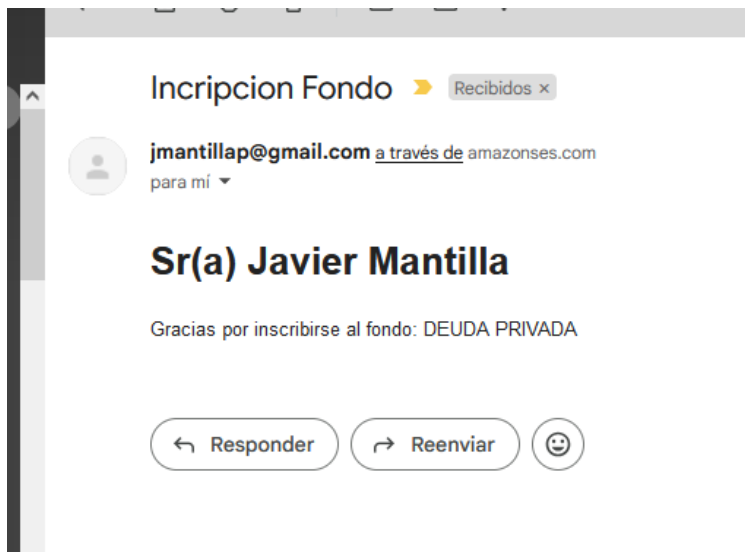 Incripcion Fondo Recibidos ×
jmantillap@gmail.com a través de amazonses.com
para mí
Sr(a) Javier Mantilla
Gracias por inscribirse al fondo: DEUDA PRIVADA
Responder Reenviar